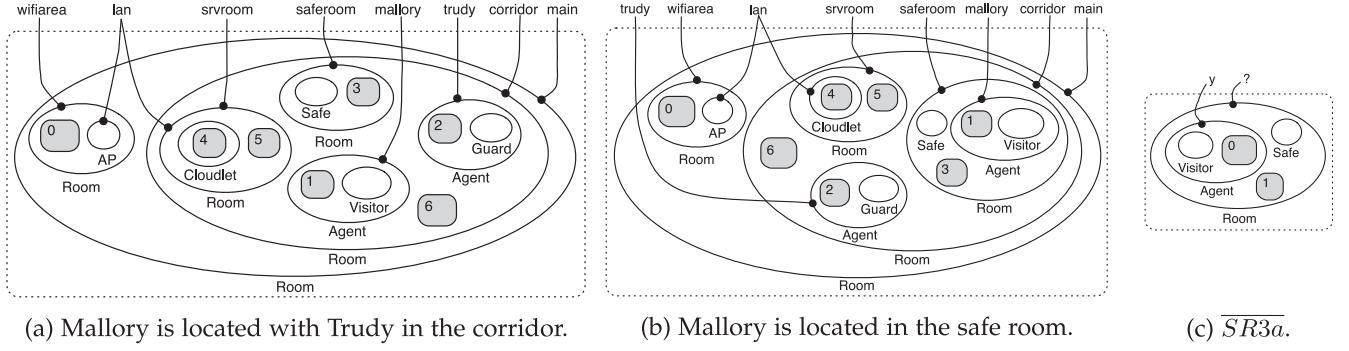 wifiarea lan srvroom saferoom mallory trudy corridor main
0
AP
Room
4
5
Cloudlet
Room
3
Safe
Room
2
Guard
Agent
1
Visitor
Agent
6
Room
Room
(a) Mallory is located with Trudy in the corridor.
trudy wifiarea lan srvroom saferoom mallory corridor main
0
AP
Room
4
5
Cloudlet
Room
6
Safe
1
Visitor
Agent
3
Room
2
Guard
Agent
Room
Room
(b) Mallory is located in the safe room.
y ?
Visitor
0
Safe
Agent
1
Room
(c) SR3a.